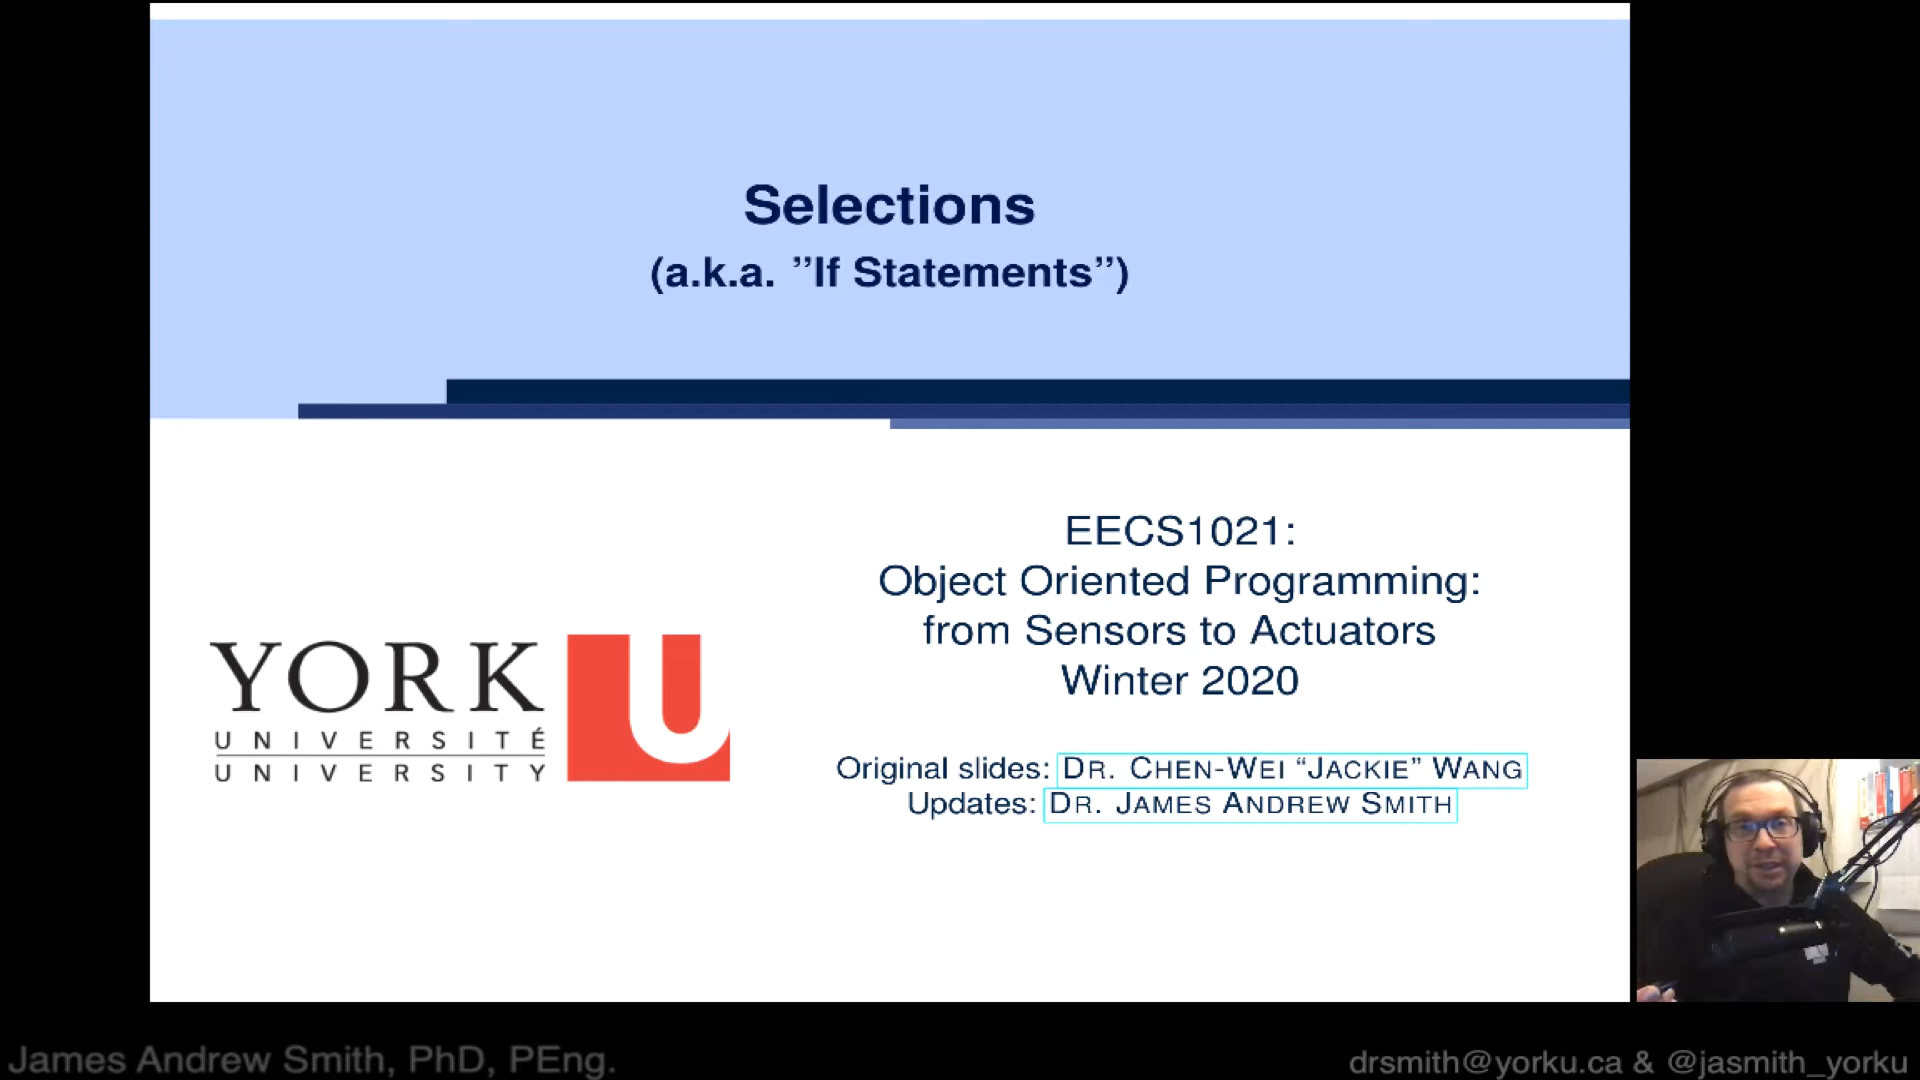 Selections
(a.k.a. ”If Statements”)
EECS1021:
Object Oriented Programming:
from Sensors to Actuators
Winter 2020
YORK U
UNIVERSITÉ
UNIVERSITY
Original slides: DR. CHEN-WEI “JACKIE” WANG
Updates: DR. JAMES ANDREW SMITH
James Andrew Smith, PhD, PEng.
drsmith@yorku.ca & @jasmith_yorku